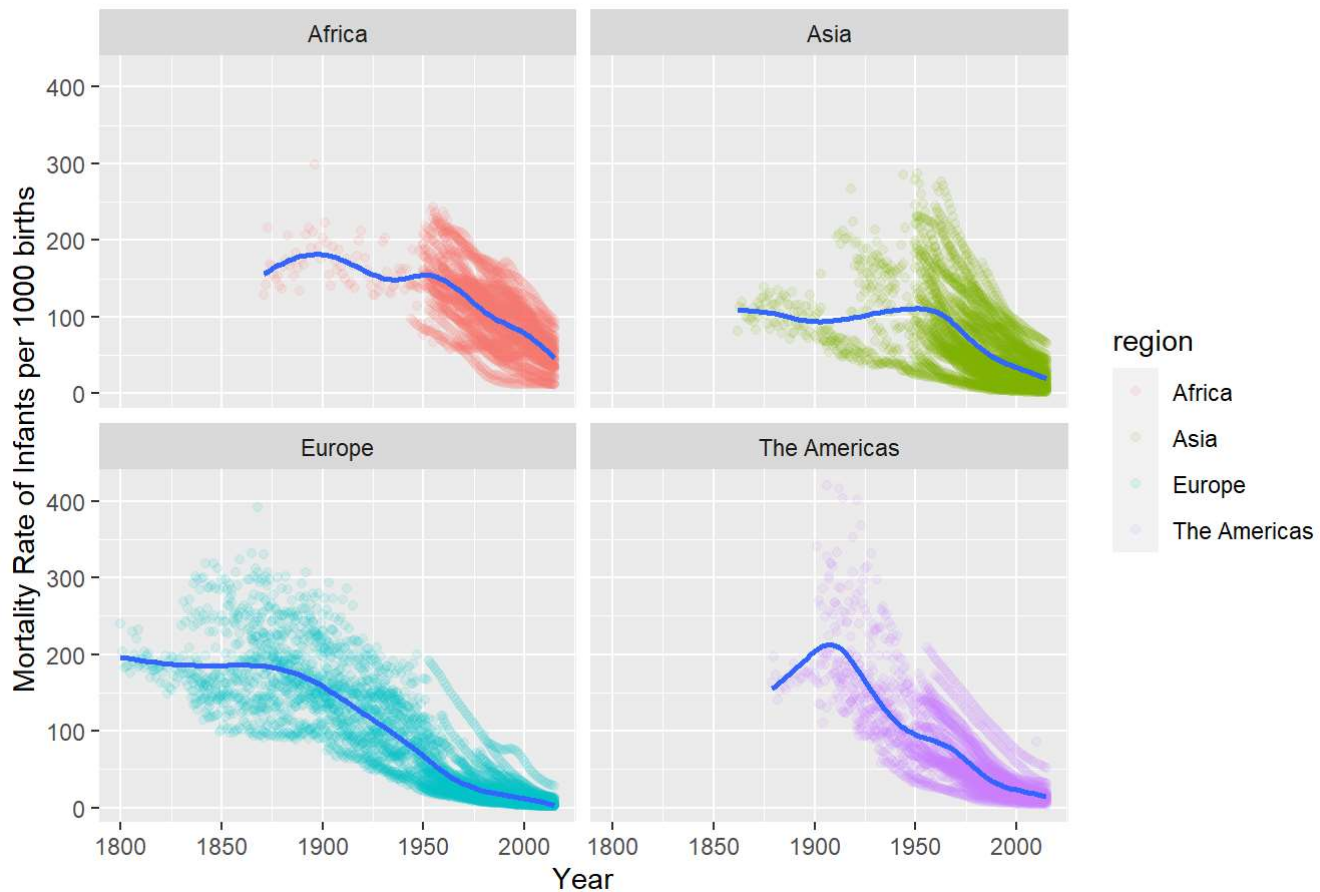 Africa
Asia
400
300
200
100
0
Europe
The Americas
400
300
200
100
0
1800 1850 1900 1950 2000
1800 1850 1900 1950 2000
Year
Mortality Rate of Infants per 1000 births
region
Africa
Asia
Europe
The Americas